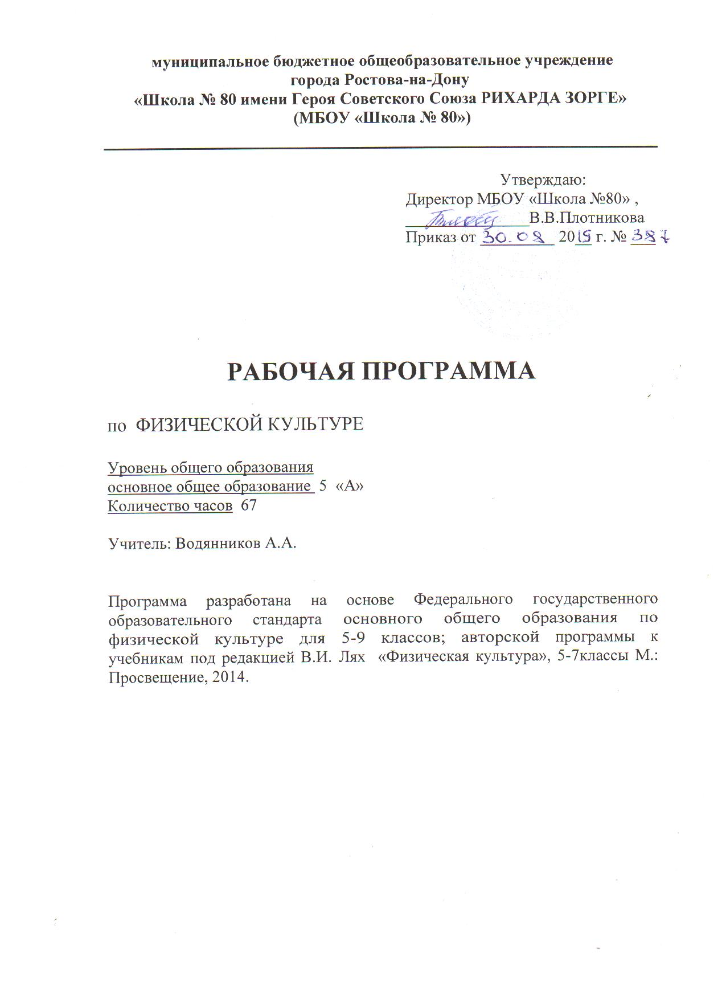 муниципальное бюджетное общеобразовательное учреждение
города Ростова-на-Дону
«Школа № 80 имени Героя Советского Союза РИХАРДА ЗОРГЕ»
(МБОУ «Школа № 80»)
Утверждаю:
Директор МБОУ «Школа №80» ,
В.В.Плотникова
Приказ от 30.08 2019 г. № 387
РАБОЧАЯ ПРОГРАММА
по ФИЗИЧЕСКОЙ КУЛЬТУРЕ
Уровень общего образования
основное общее образование 5 «А»
Количество часов 67
Учитель: Водянников А.А.
Программа разработана на основе Федерального государственного
образовательного стандарта основного общего образования по
физической культуре для 5-9 классов; авторской программы к
учебникам под редакцией В.И. Лях «Физическая культура», 5-7классы М.:
Просвещение, 2014.